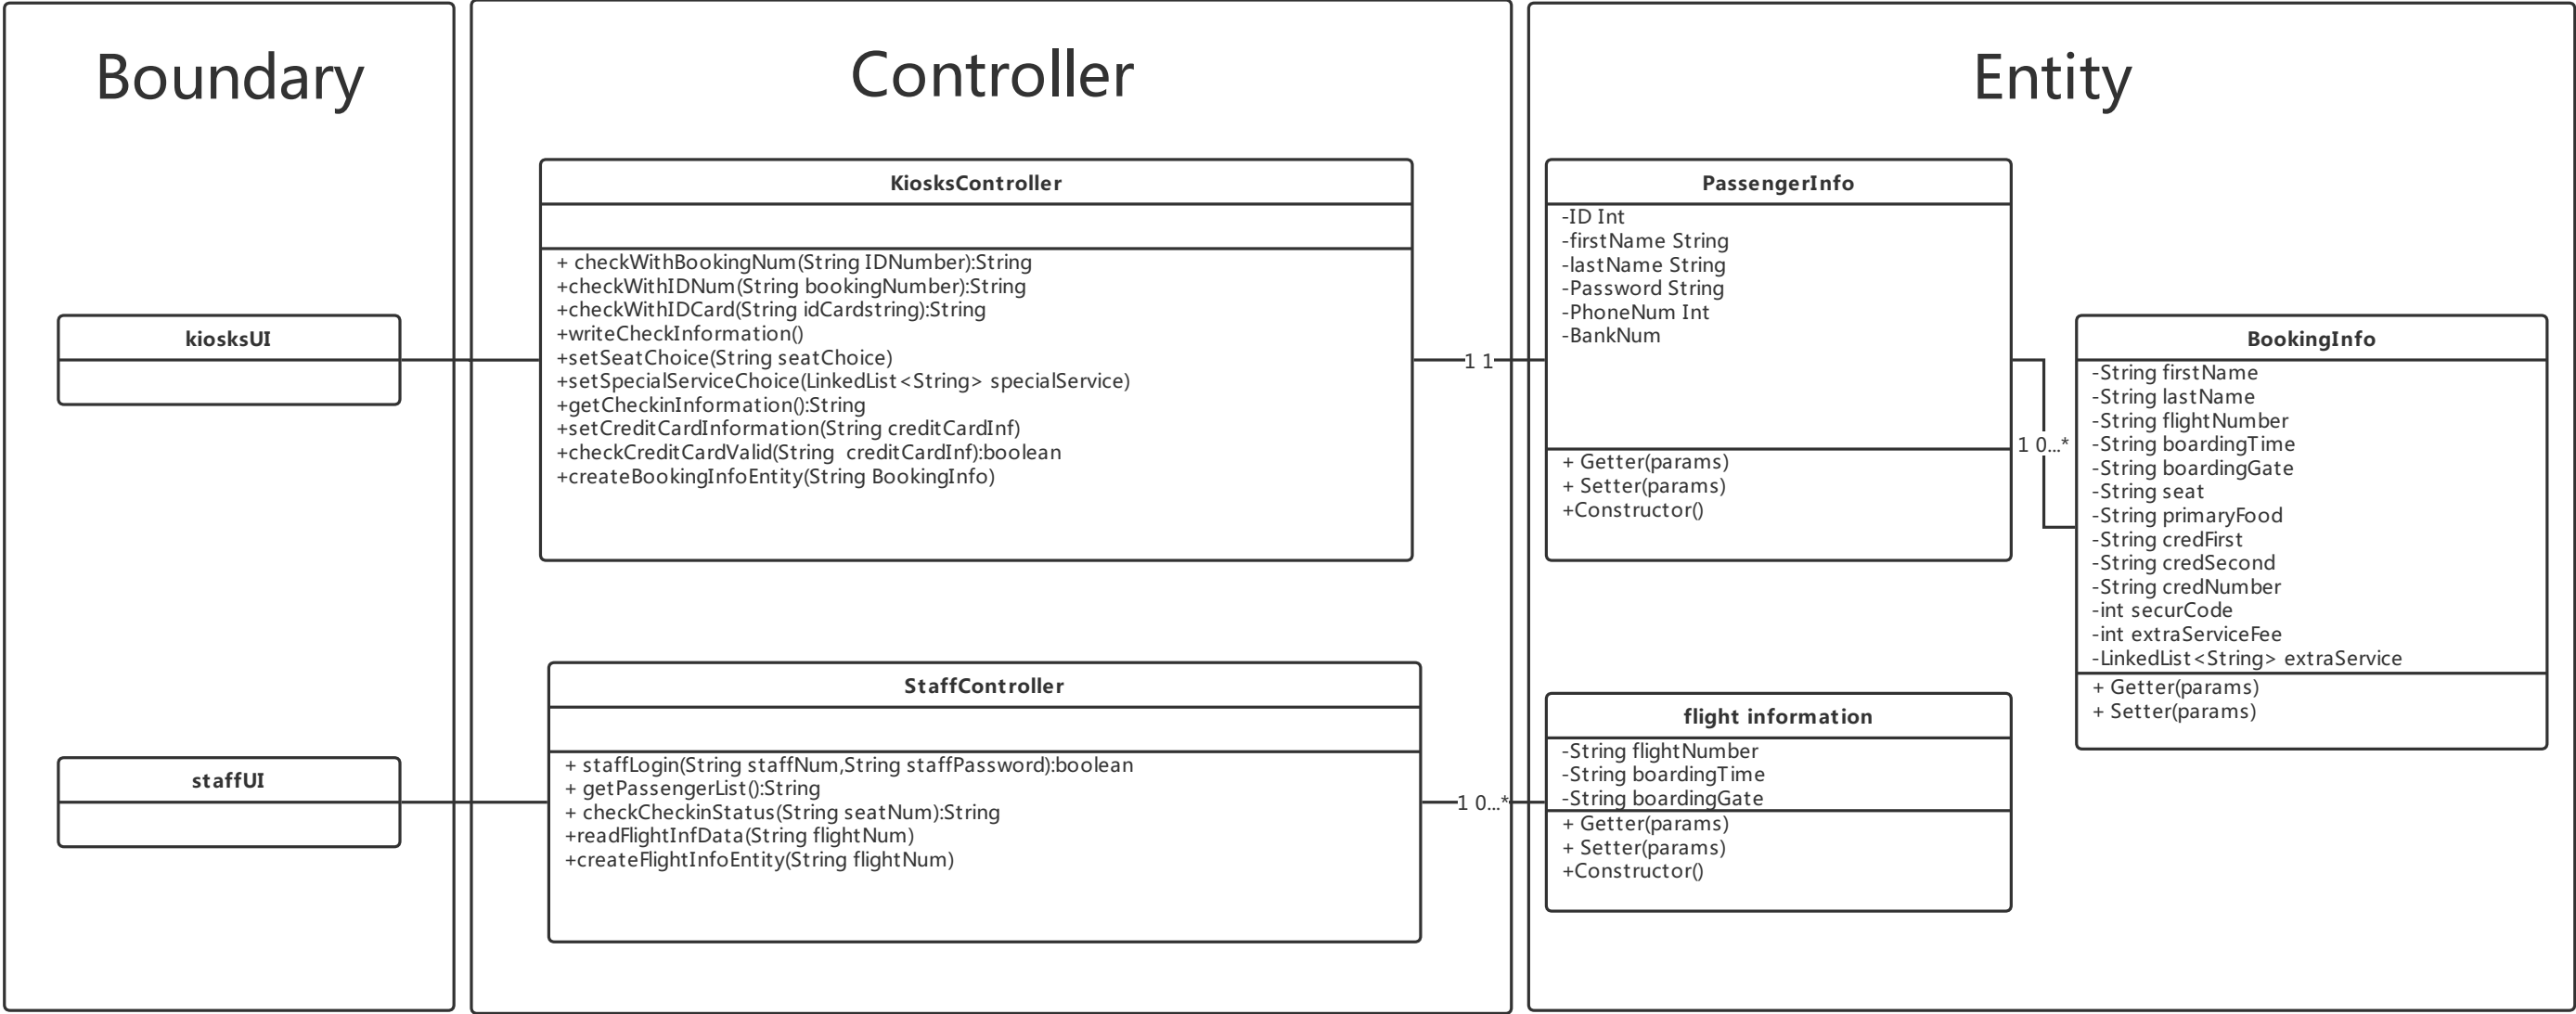 Boundary
kiosksUI
staffUI
Controller
KiosksController
+ checkWithBookingNum(String IDNumber):String
+checkWithIDNum(String bookingNumber):String
+checkWithIDCard(String idCardstring):String
+writeCheckInformation()
+setSeatChoice(String seatChoice)
+setSpecialServiceChoice(LinkedList<String> specialService)
+getCheckinInformation():String
+setCreditCardInformation(String creditCardInf)
+checkCreditCardValid(String  creditCardInf):boolean
+createBookingInfoEntity(String BookingInfo)
StaffController
+ staffLogin(String staffNum,String staffPassword):boolean
+ getPassengerList():String
+ checkCheckinStatus(String seatNum):String
+readFlightInfData(String flightNum)
+createFlightInfoEntity(String flightNum)
1 1
1 0...*
Entity
PassengerInfo
-ID Int
-firstName String
-lastName String
-Password String
-PhoneNum Int
-BankNum
+ Getter(params)
+ Setter(params)
+Constructor()
1 0...*
BookingInfo
-String firstName
-String lastName
-String flightNumber
-String boardingTime
-String boardingGate
-String seat
-String primaryFood
-String credFirst
-String credSecond
-String credNumber
-int securCode
-int extraServiceFee
-LinkedList<String> extraService
+ Getter(params)
+ Setter(params)
flight information
-String flightNumber
-String boardingTime
-String boardingGate
+ Getter(params)
+ Setter(params)
+Constructor()